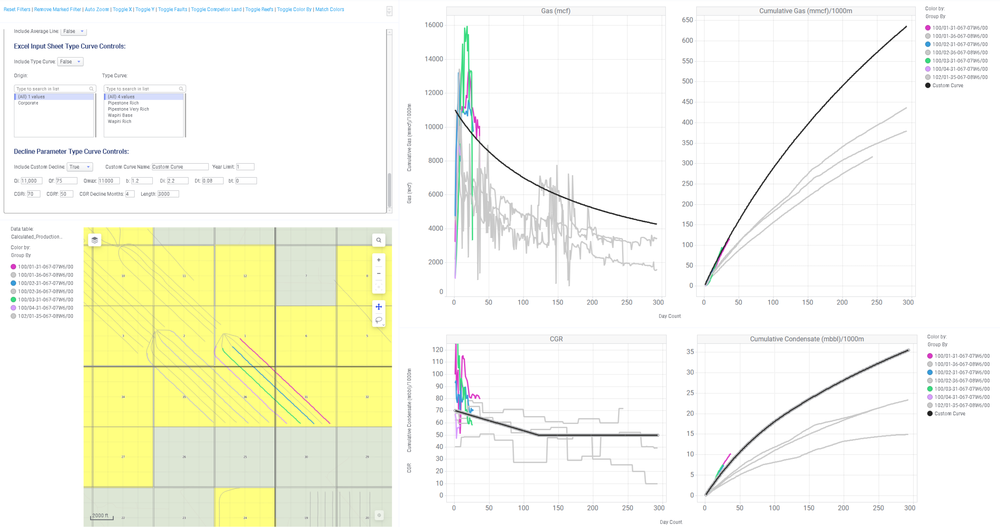 Reset Filters | Remove Marked Filter | Auto Zoom | Toggle X | Toggle Y | Toggle Faults | Toggle Competior Land | Toggle Reefs | Toggle Color By | Match Colors
Include Average Line: False
Excel Input Sheet Type Curve Controls:
Include Type Curve: False
Origin: Type Curve:
Type to search in list Type to search in list
(All) 1 values (All) 4 values
Corporate Pipestone Rich
Pipestone Very Rich
Wapiti Base
Wapiti Rich
Decline Parameter Type Curve Controls:
Include Custom Decline: True Custom Curve Name: Custom Curve Year Limit: 1
Qi: 11,000 Qf: 75 Qmax: 11000 b: 1.2 Di: 2.2 Dt: 0.08 bt: 0
CGRi: 70 CGRf: 50 CGR Decline Months: 4 Length: 3000
Data table:
Calculated_Production...
Color by:
Group By
100/01-31-067-07W6/00
100/01-36-067-08W6/00
100/02-31-067-07W6/00
100/02-36-067-08W6/00
100/03-31-067-07W6/00
100/04-31-067-07W6/00
102/01-35-067-08W6/00
10 11 12 7 8
3 2 1 6 5
34 35 36 31 32
27 26 25 30 29
22 23 24 19 20
2000 ft
+
−
Gas (mcf)
16000
14000
12000
10000
8000
6000
4000
2000
0
0 50 100 150 200 250 300
Gas (mcf) Cumulative Gas (mmcf)/1000m
Cumulative Gas (mmcf)/1000m
650
600
550
500
450
400
350
300
250
200
150
100
50
0
0 50 100 150 200 250 300
Day Count
Color by:
Group By
100/01-31-067-07W6/00
100/01-36-067-08W6/00
100/02-31-067-07W6/00
100/02-36-067-08W6/00
100/03-31-067-07W6/00
100/04-31-067-07W6/00
102/01-35-067-08W6/00
Custom Curve
CGR
120
110
100
90
80
70
60
50
40
30
20
10
0
0 50 100 150 200 250 300
CGR Cumulative Condensate (mbbl)/1000m
Cumulative Condensate (mbbl)/1000m
35
30
25
20
15
10
5
0
0 50 100 150 200 250 300
Day Count
Color by:
Group By
100/01-31-067-07W6/00
100/01-36-067-08W6/00
100/02-31-067-07W6/00
100/02-36-067-08W6/00
100/03-31-067-07W6/00
100/04-31-067-07W6/00
102/01-35-067-08W6/00
Custom Curve